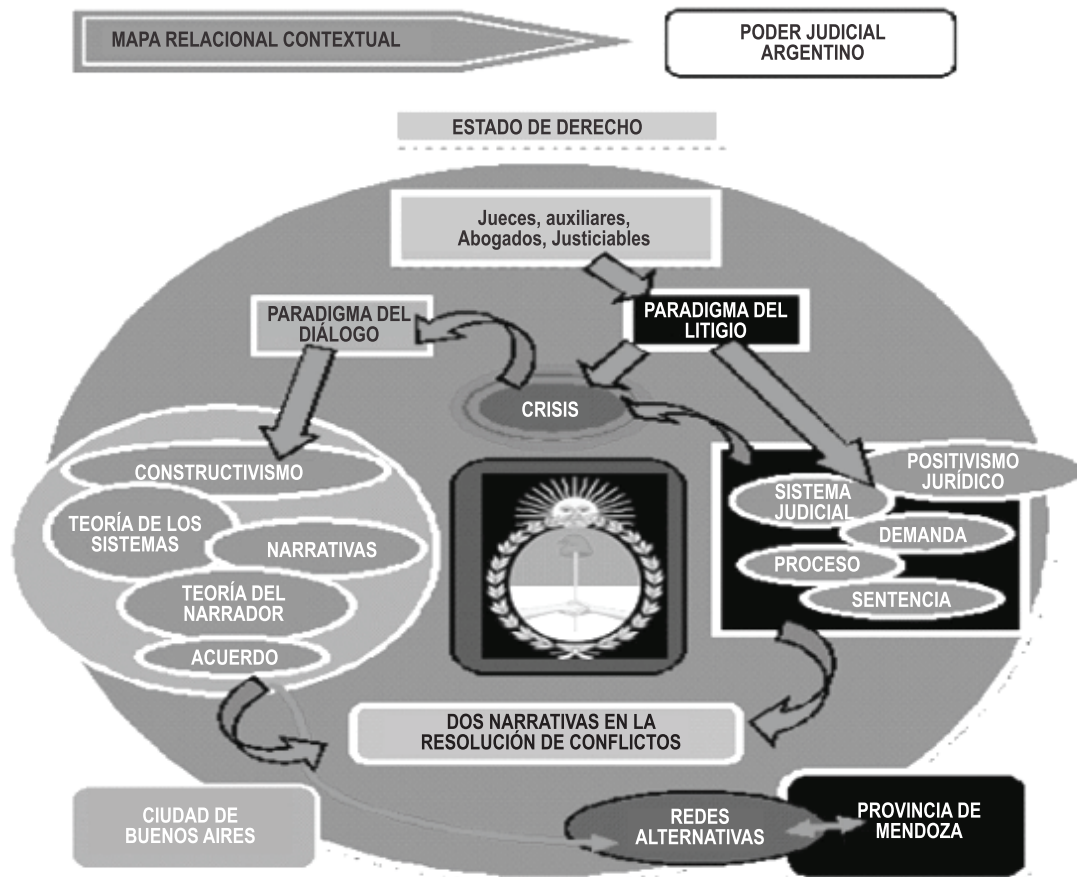 MAPA RELACIONAL CONTEXTUAL
PODER JUDICIAL
ARGENTINO
ESTADO DE DERECHO
Jueces, auxiliares,
Abogados, Justiciables
PARADIGMA DEL
DIÁLOGO
PARADIGMA DEL
LITIGIO
CRISIS
CONSTRUCTIVISMO
TEORÍA DE LOS
SISTEMAS
NARRATIVAS
TEORÍA DEL
NARRADOR
ACUERDO
POSITIVISMO
JURÍDICO
SISTEMA
JUDICIAL
DEMANDA
PROCESO
SENTENCIA
DOS NARRATIVAS EN LA
RESOLUCIÓN DE CONFLICTOS
CIUDAD DE
BUENOS AIRES
REDES
ALTERNATIVAS
PROVINCIA DE
MENDOZA